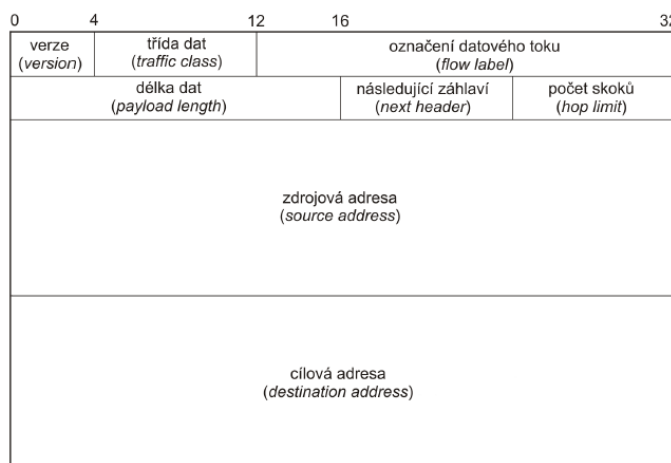 0 4 12 16 32
verze třída dat označení datového toku
(version) (traffic class) (flow label)
délka dat následující záhlaví počet skoků
(payload length) (next header) (hop limit)
zdrojová adresa
(source address)
cílová adresa
(destination address)